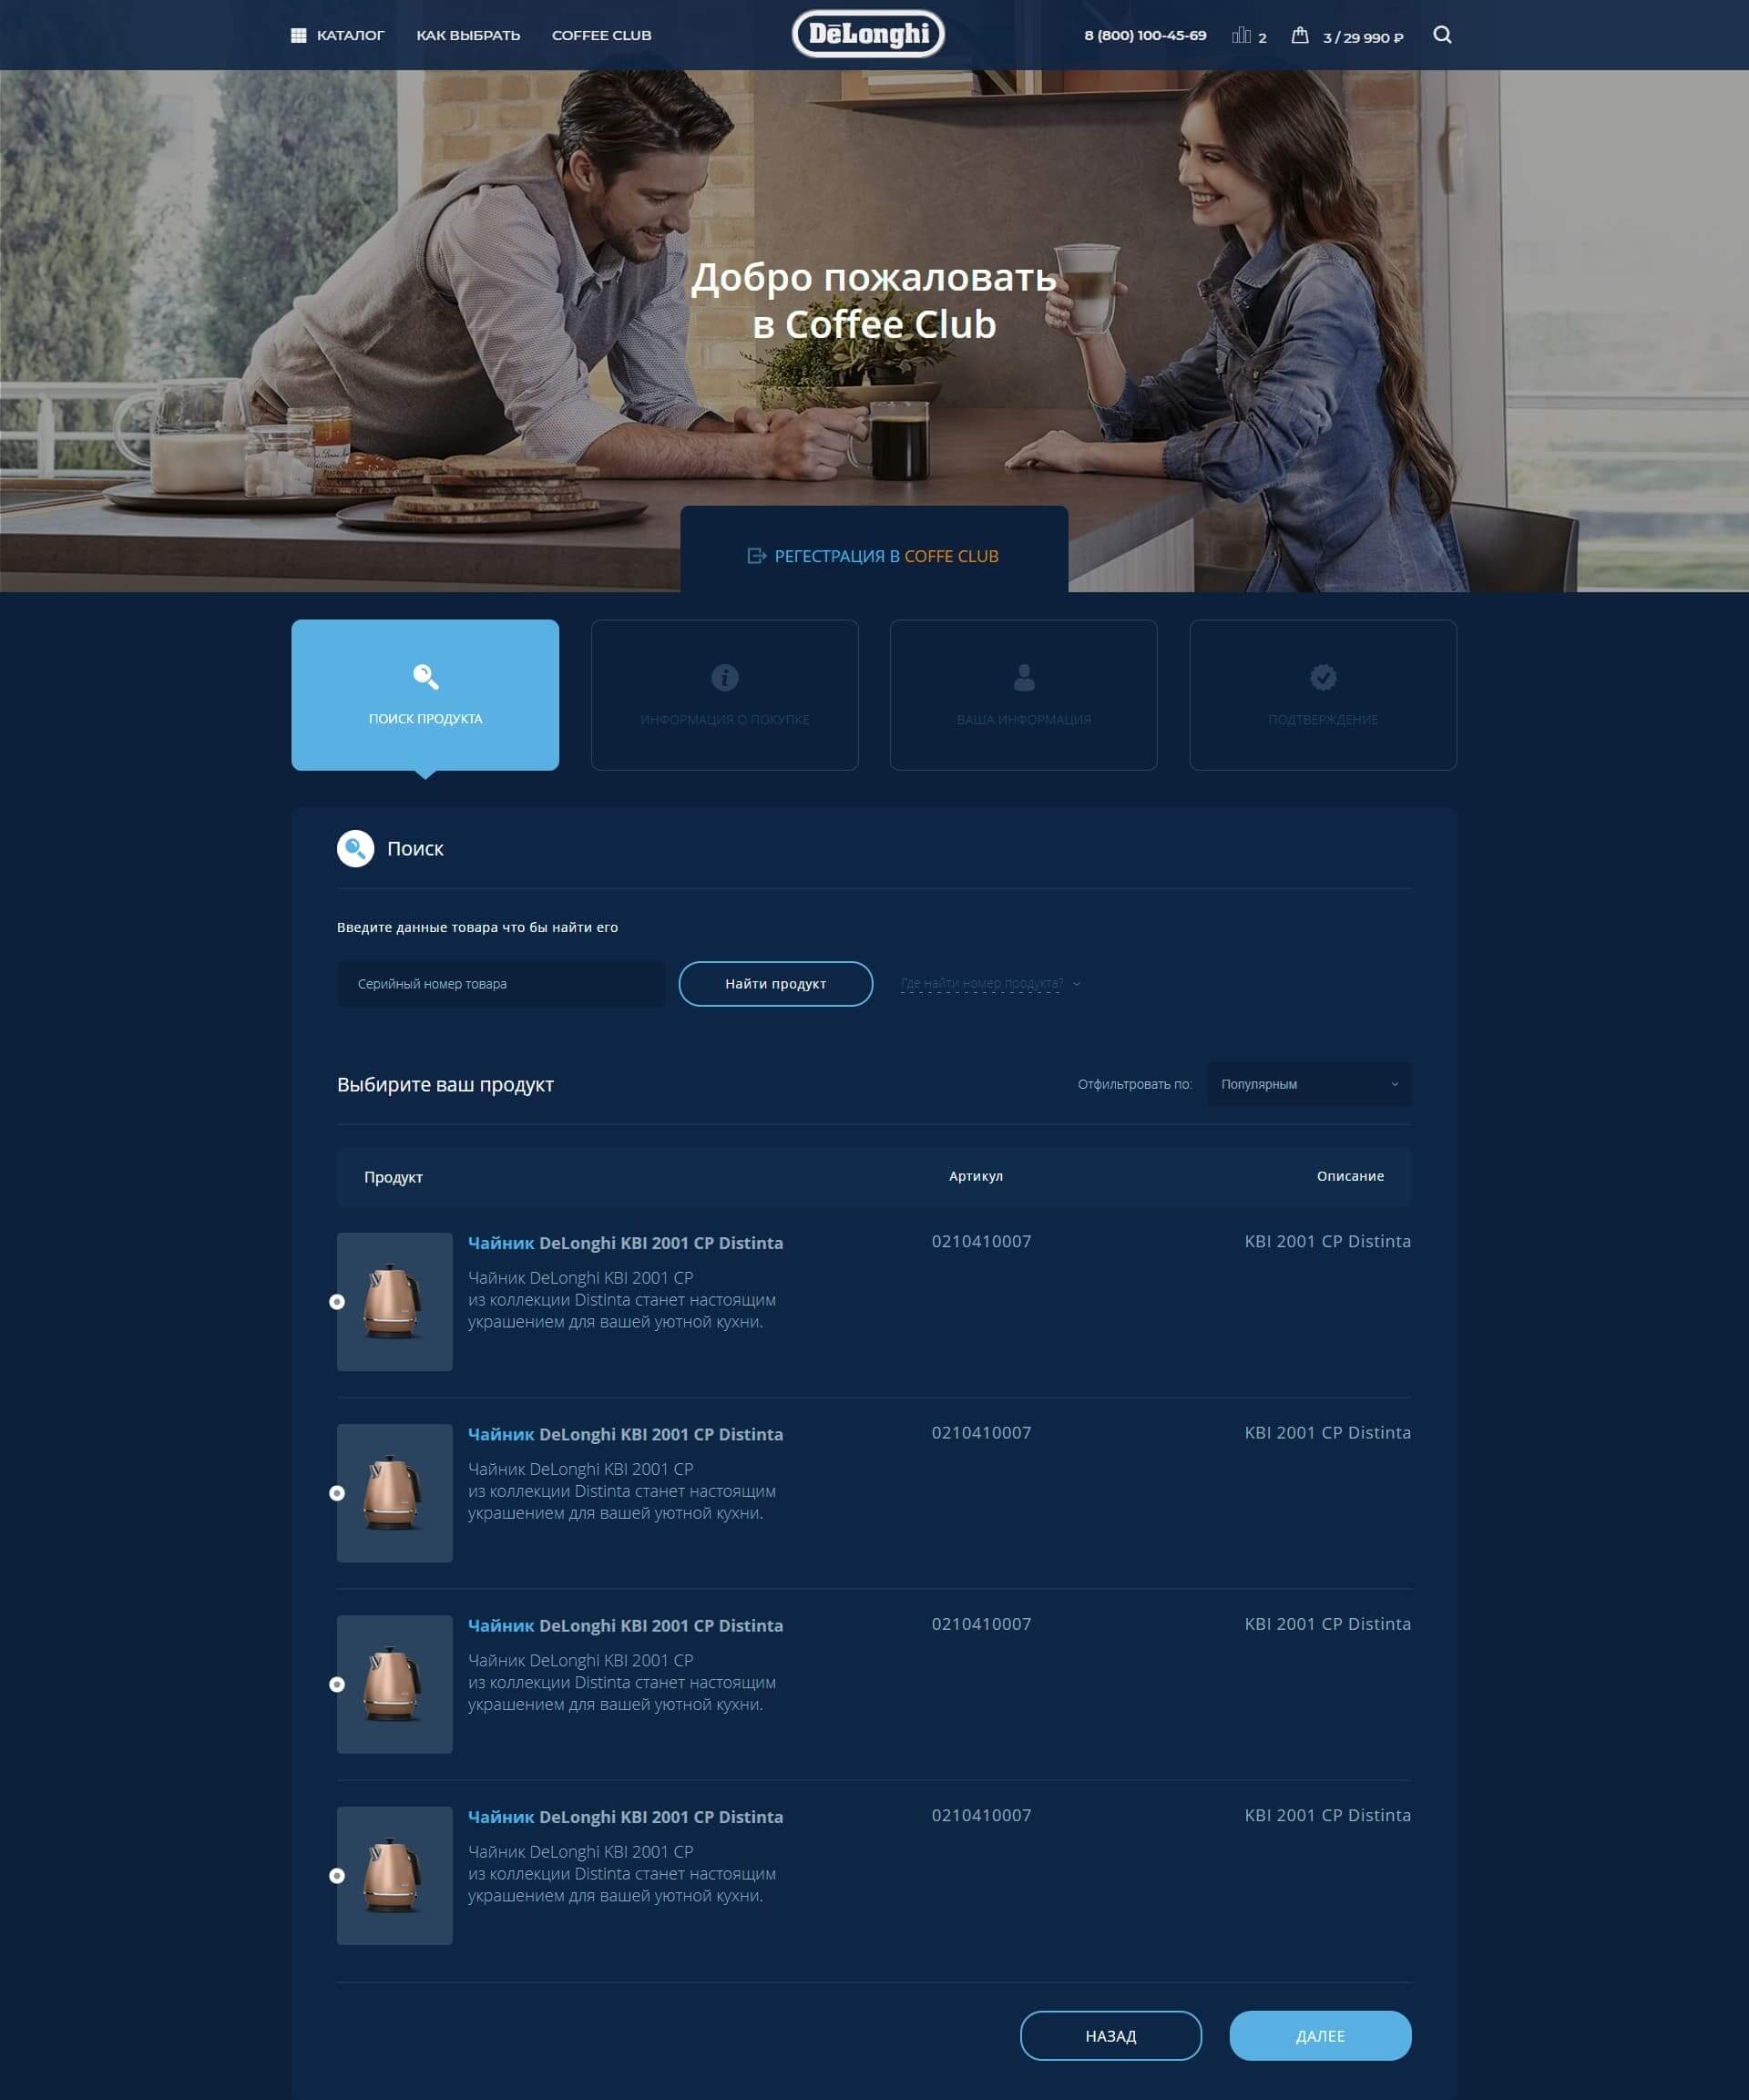 КАТАЛОГ КАК ВЫБРАТЬ COFFEE CLUB DeLonghi 8 (800) 100-45-69 2 3 / 29 990 ₽
Добро пожаловать
в Coffee Club
РЕГЕСТРАЦИЯ В COFFE CLUB
ПОИСК ПРОДУКТА ИНФОРМАЦИЯ О ПОКУПКЕ ВАША ИНФОРМАЦИЯ ПОДТВЕРЖДЕНИЕ
Поиск
Введите данные товара что бы найти его
Серийный номер товара Найти продукт Где найти номер продукта?
Выбирите ваш продукт Отфильтровать по: Популярным
Продукт Артикул Описание
Чайник DeLonghi KBI 2001 CP Distinta 0210410007 KBI 2001 CP Distinta
Чайник DeLonghi KBI 2001 CP
из коллекции Distinta станет настоящим
украшением для вашей уютной кухни.
Чайник DeLonghi KBI 2001 CP Distinta 0210410007 KBI 2001 CP Distinta
Чайник DeLonghi KBI 2001 CP
из коллекции Distinta станет настоящим
украшением для вашей уютной кухни.
Чайник DeLonghi KBI 2001 CP Distinta 0210410007 KBI 2001 CP Distinta
Чайник DeLonghi KBI 2001 CP
из коллекции Distinta станет настоящим
украшением для вашей уютной кухни.
Чайник DeLonghi KBI 2001 CP Distinta 0210410007 KBI 2001 CP Distinta
Чайник DeLonghi KBI 2001 CP
из коллекции Distinta станет настоящим
украшением для вашей уютной кухни.
НАЗАД ДАЛЕЕ